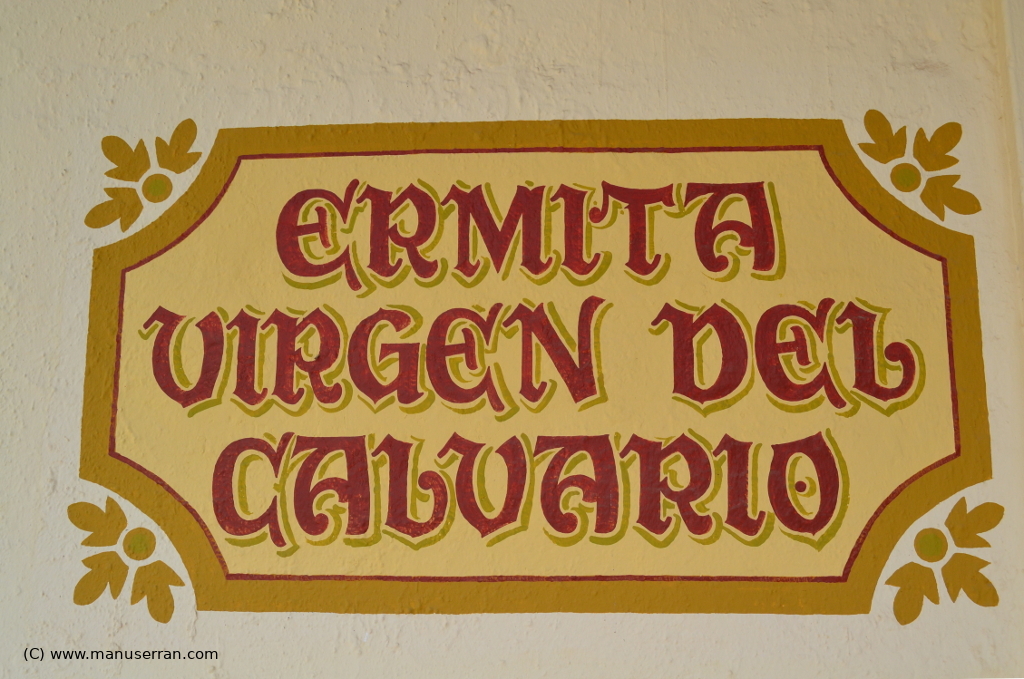 ERMITA
VIRGEN DEL
CALVARIO
(C) www.manuserran.com